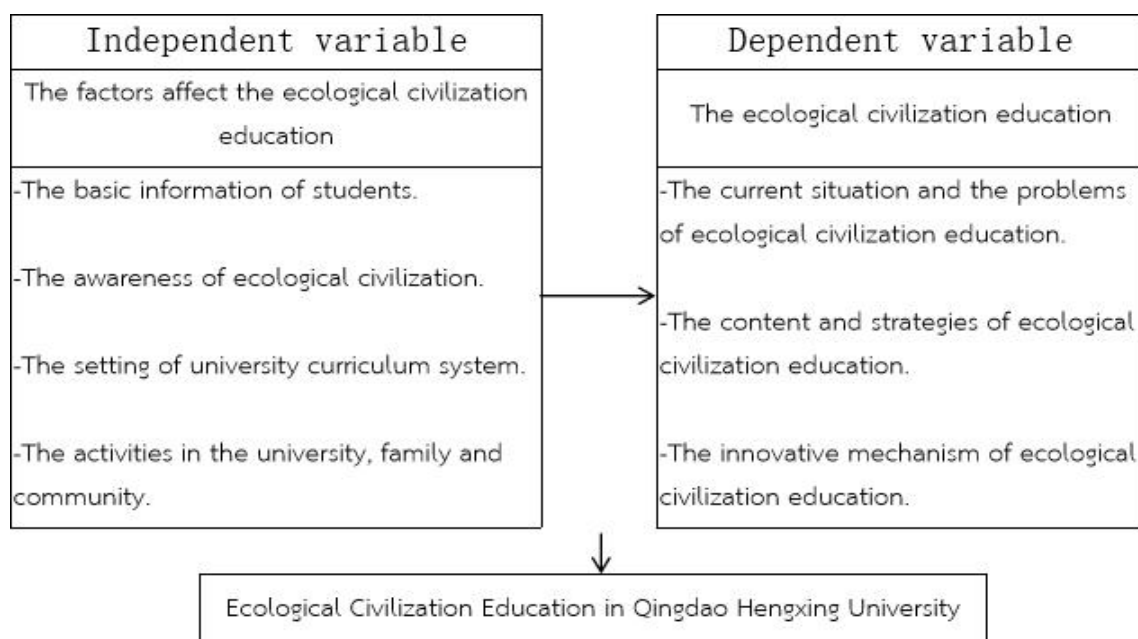 Independent variable
The factors affect the ecological civilization
education
-The basic information of students.
-The awareness of ecological civilization.
-The setting of university curriculum system.
-The activities in the university, family and
community.
Dependent variable
The ecological civilization education
-The current situation and the problems
of ecological civilization education.
-The content and strategies of ecological
civilization education.
-The innovative mechanism of ecological
civilization education.
Ecological Civilization Education in Qingdao Hengxing University